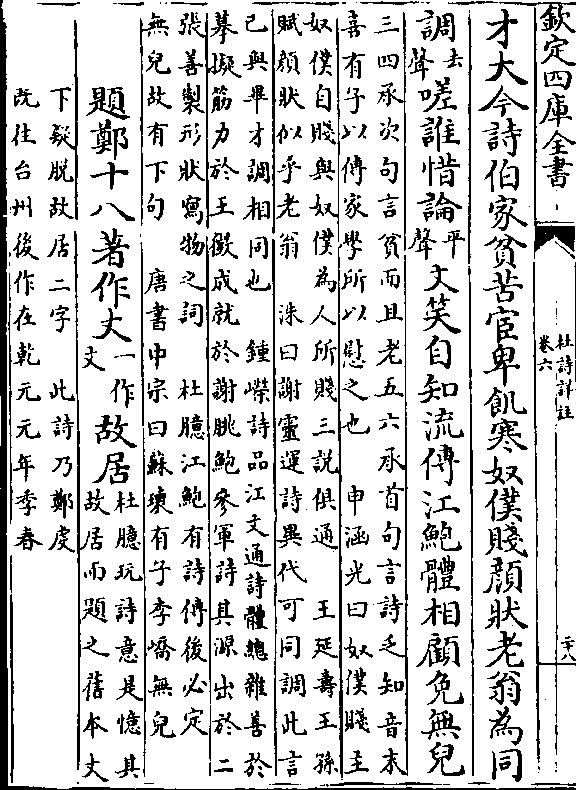 欽定四庫全書
杜詩詳註
卷六
二十八
才大今詩伯家貧苦宦卑飢寒奴僕賤顔狀老翁為同
調去聲嗟誰惜論平聲文笑自知流傳江鮑體相顧免無兒
三四承次句言貧而且老五六承首句言詩乏知音末
喜有子以傳家學所以慰之也　申涵光曰奴僕賤主
奴僕自賤與奴僕為人所賤三説俱通　王延壽王孫
賦顔狀似乎老翁　洙曰謝靈運詩異代可同調此言
已與畢才調相同也　鍾嶸詩品江文通詩體總雜善於
摹擬筋力於王微成就於謝朓鮑參軍詩其源出於二
張善製形狀寫物之詞　杜臆江鮑有詩傳後必定
無兒故有下句　唐書中宗曰蘇瓌有子李嶠無兒
題鄭十八著作丈一作文故居杜臆玩詩意是憶其
故居而題之舊本丈
下疑脱故居二字　此詩乃鄭虔
既往台州後作在乾元元年季春